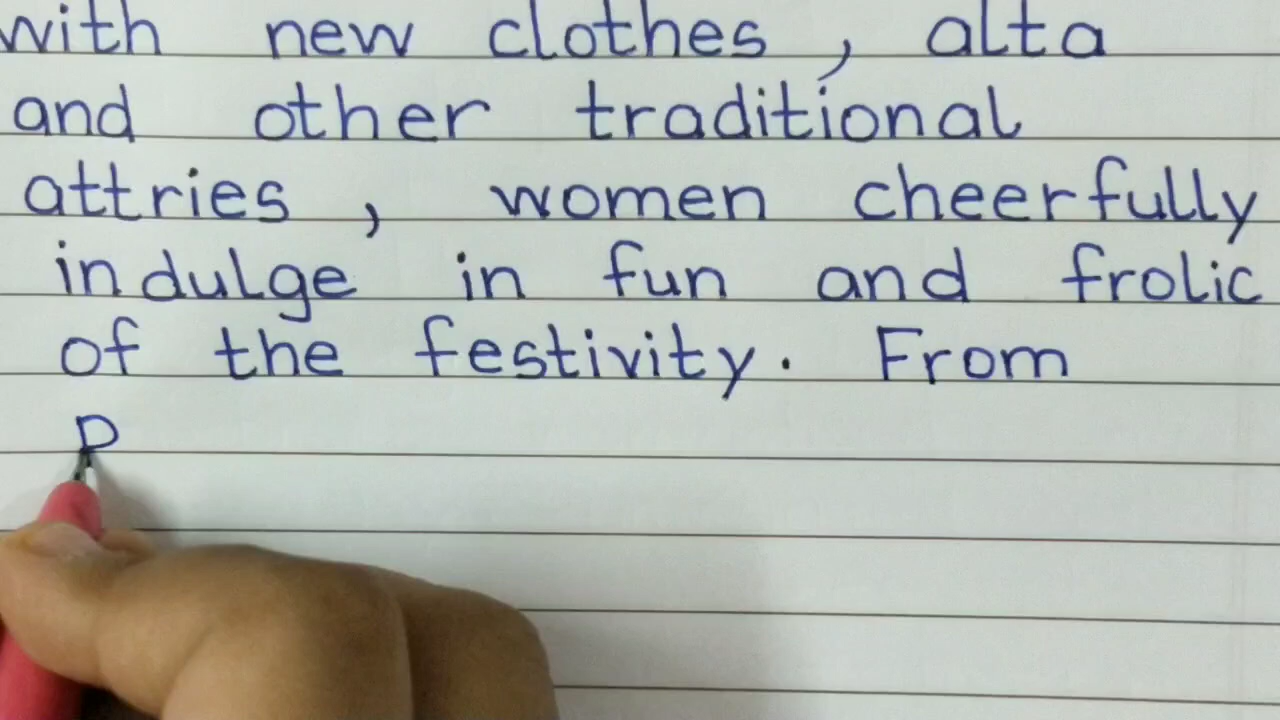 with new clothes, alta
and other traditional
attries, women cheerfully
indulge in fun and frolic
of the festivity. From
P